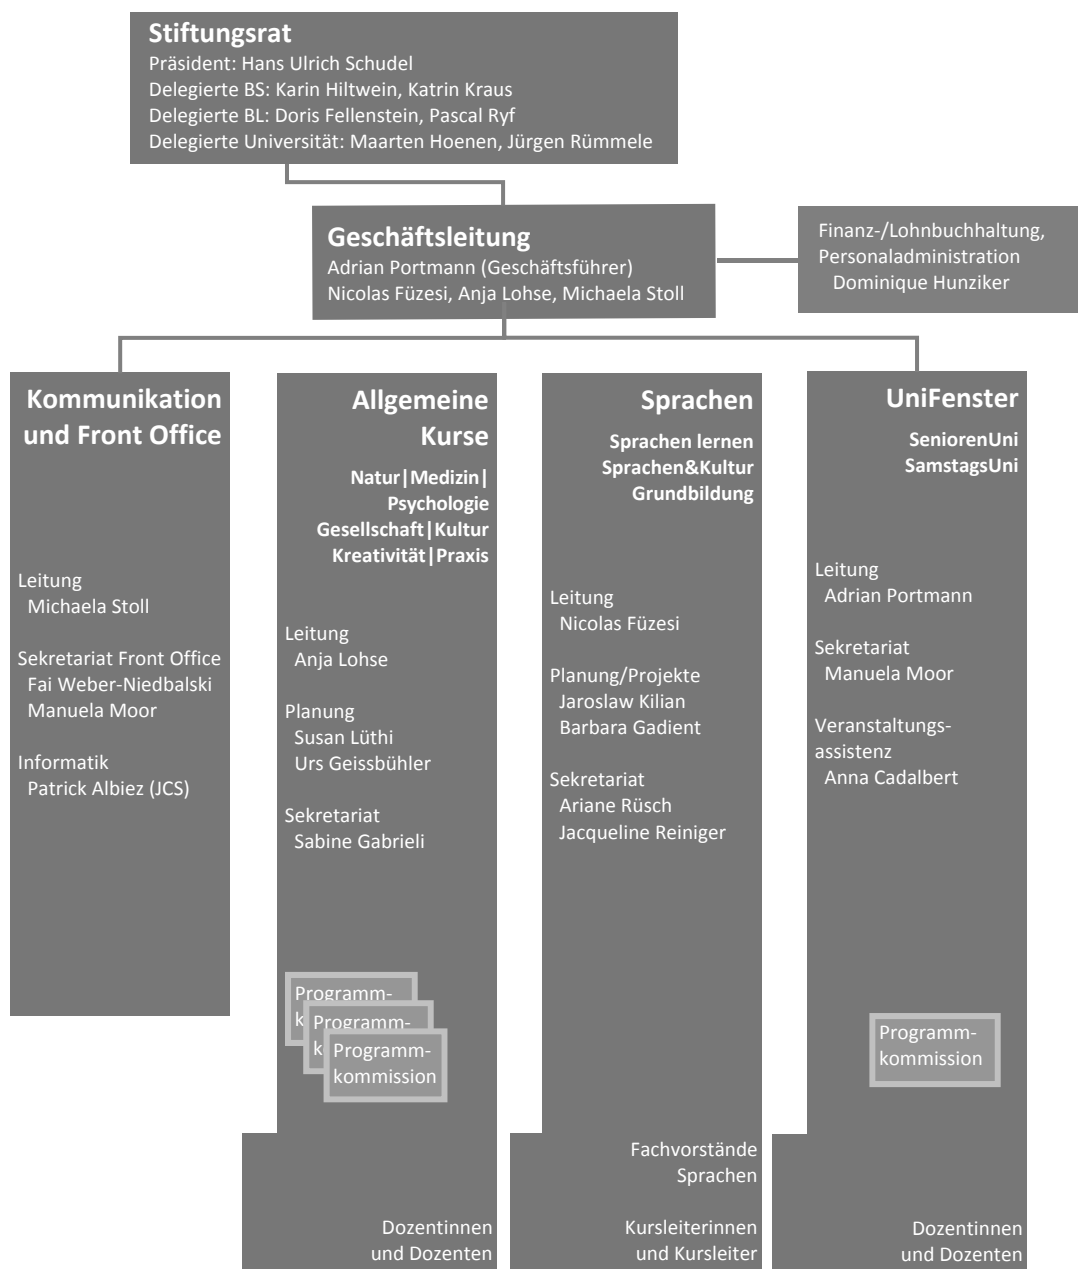 Stiftungsrat
Präsident: Hans Ulrich Schudel
Delegierte BS: Karin Hiltwein, Katrin Kraus
Delegierte BL: Doris Fellenstein, Pascal Ryf
Delegierte Universität: Maarten Hoenen, Jürgen Rümmele
Geschäftsleitung
Adrian Portmann (Geschäftsführer)
Nicolas Füzesi, Anja Lohse, Michaela Stoll
Finanz-/Lohnbuchhaltung,
Personaladministration
Dominique Hunziker
Kommunikation
und Front Office
Leitung
Michaela Stoll
Sekretariat Front Office
Fai Weber-Niedbalski
Manuela Moor
Informatik
Patrick Albiez (JCS)
Allgemeine
Kurse
Natur|Medizin|
Psychologie
Gesellschaft|Kultur
Kreativität|Praxis
Leitung
Anja Lohse
Planung
Susan Lüthi
Urs Geissbühler
Sekretariat
Sabine Gabrieli
Programm-
k
Programm-
k
Programm-
kommission
Dozentinnen
und Dozenten
Sprachen
Sprachen lernen
Sprachen&Kultur
Grundbildung
Leitung
Nicolas Füzesi
Planung/Projekte
Jaroslaw Kilian
Barbara Gadient
Sekretariat
Ariane Rüsch
Jacqueline Reiniger
Fachvorstände
Sprachen
Kursleiterinnen
und Kursleiter
UniFenster
SeniorenUni
SamstagsUni
Leitung
Adrian Portmann
Sekretariat
Manuela Moor
Veranstaltungs-
assistenz
Anna Cadalbert
Programm-
kommission
Dozentinnen
und Dozenten